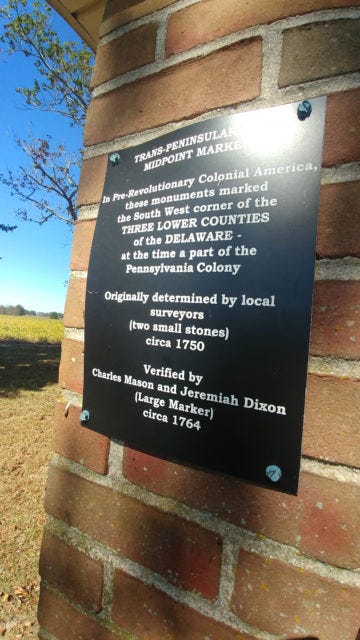 TRANS-PENINSULAR
MIDPOINT MARKER
In Pre-Revolutionary Colonial America,
these monuments marked
the South West corner of the
THREE LOWER COUNTIES
of the DELAWARE -
at the time a part of the
Pennsylvania Colony
Originally determined by local
surveyors
(two small stones)
circa 1750
Verified by
Charles Mason and Jeremiah Dixon
(Large Marker)
circa 1764